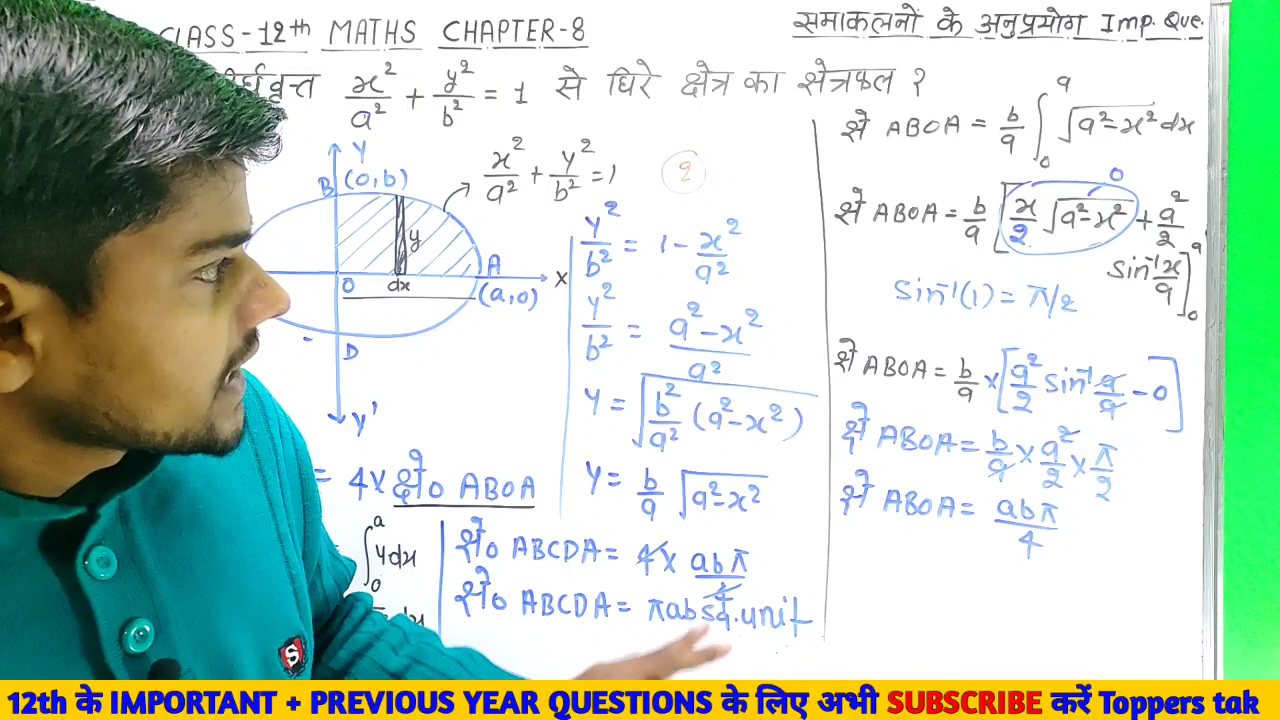 CLASS-12th MATHS CHAPTER-8
समाकलनों के अनुप्रयोग Imp. Que.
x²/a² + y²/b² = 1 से घिरे क्षेत्र का क्षेत्रफल ?
Y
B (0,b)
x²/a² + y²/b² = 1
2
y
A
0
dx
(a,0)
X
D
Y'
= 4× क्षे० ABOA
∫₀ᵃ y dx
y²/b² = 1 - x²/a²
y²/b² = a²-x²/a²
y = √b²/a² (a²-x²)
y = b/a √a²-x²
क्षे० ABCDA = 4× abπ/4
क्षे० ABCDA = πab sq. unit
क्षे ABOA = b/a ∫₀ᵃ √a²-x² dx
0
क्षे ABOA = b/a [x/2 √a²-x² + a²/2 sin⁻¹ x/a]₀ᵃ
sin⁻¹(1) = π/2
क्षे ABOA = b/a × [a²/2 sin⁻¹ a/a - 0]
क्षे ABOA = b/a × a²/2 × π/2
क्षे ABOA = abπ/4
S
12th के IMPORTANT + PREVIOUS YEAR QUESTIONS के लिए अभी SUBSCRIBE करें Toppers tak